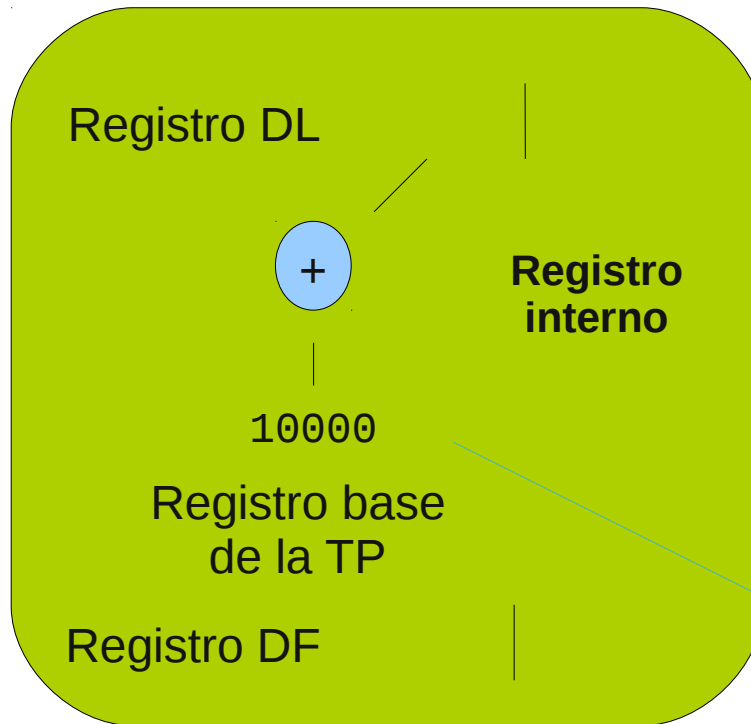 Registro DL
+
Registro
interno
10000
Registro base
de la TP
Registro DF